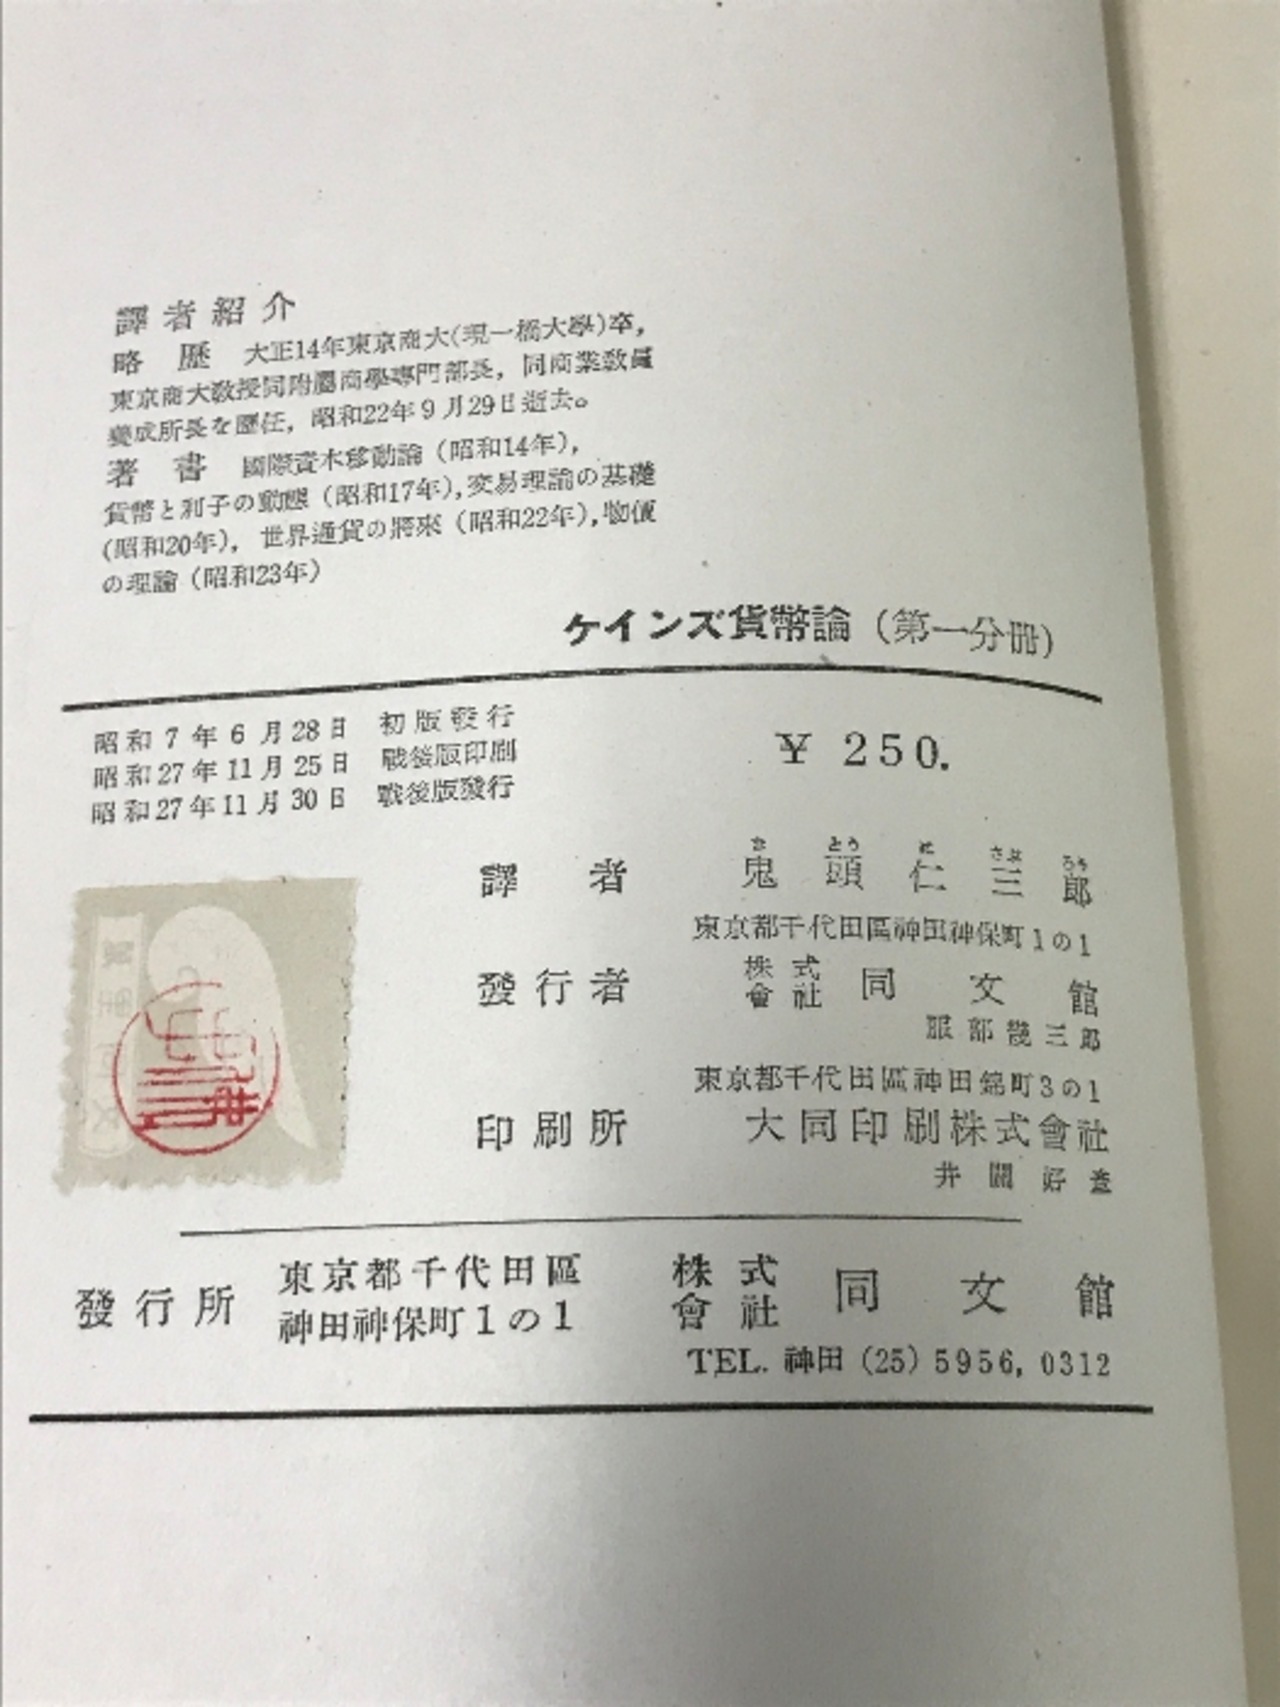 譯者紹介
略歴 大正14年東京商大(現一橋大學)卒,
東京商大敎授同附屬商學專門部長, 同商業敎員
養成所長を歷任, 昭和22年9月29日逝去。
著書 國際資本移動論 (昭和14年),
貨幣と利子の動態 (昭和17年), 交易理論の基礎
(昭和20年), 世界通貨の將來 (昭和22年), 物價
の理論 (昭和23年)
ケインズ貨幣論 (第一分冊)
昭和7年6月28日 初版發行
昭和27年11月25日 戰後版印刷
昭和27年11月30日 戰後版發行
¥ 250.
譯者 鬼頭仁三郎
東京都千代田區神田神保町1の1
發行者 株式會社 同文館
服部幾三郎
東京都千代田區神田錦町3の1
印刷所 大同印刷株式會社
井關好彥
發行所 東京都千代田區神田神保町1の1 株式會社 同文館
TEL. 神田 (25) 5956, 0312